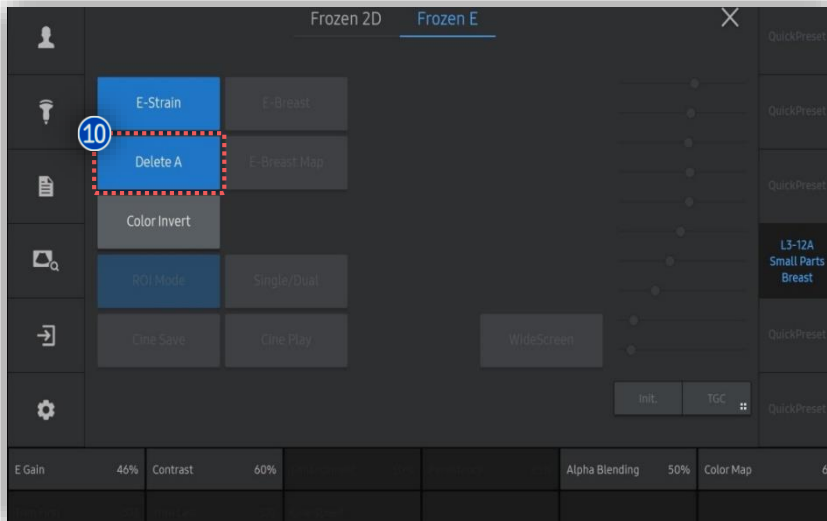 Frozen 2D Frozen E
QuickPreset
E-Strain E-Breast
QuickPreset
10
Delete A E-Breast Map
QuickPreset
Color Invert
L3-12A
Small Parts
Breast
ROI Mode Single/Dual
Cine Save Cine Play WideScreen
QuickPreset
Init. TGC
QuickPreset
E Gain 46% Contrast 60% Alpha Blending 50% Color Map 6